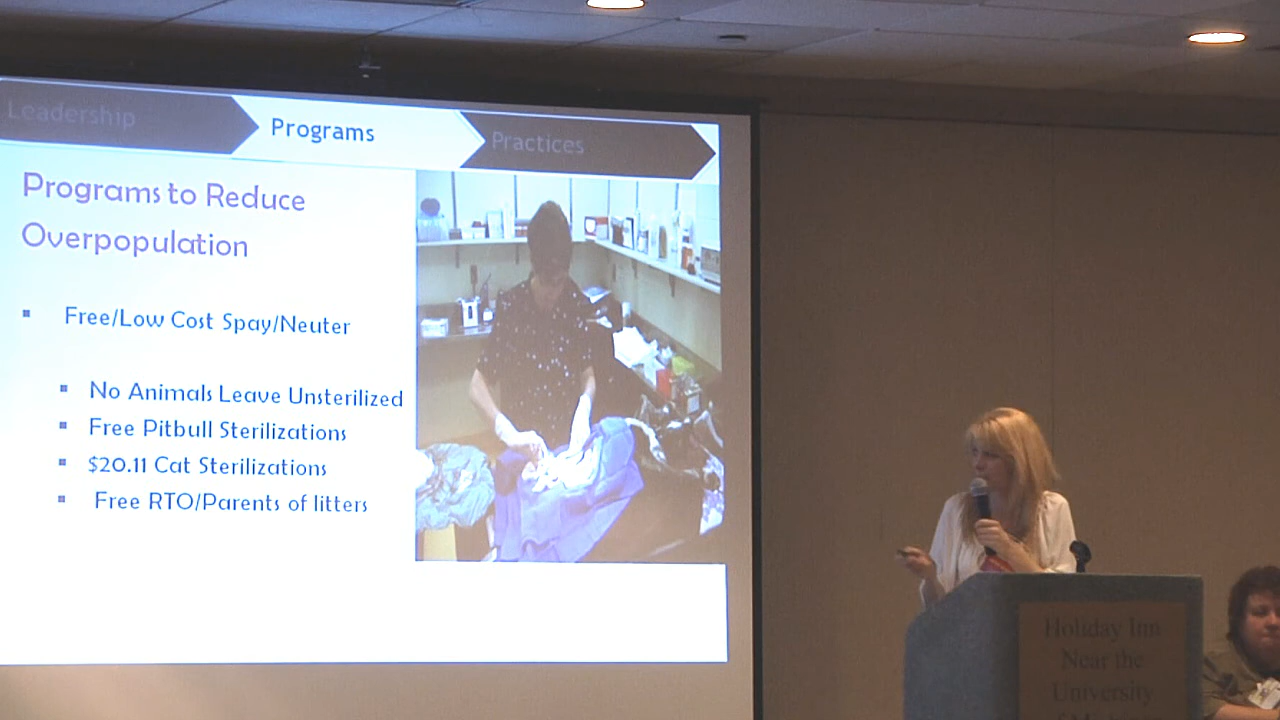 Leadership
Programs
Practices
Programs to Reduce
Overpopulation
Free/Low Cost Spay/Neuter
No Animals Leave Unsterilized
Free Pitbull Sterilizations
$20.11 Cat Sterilizations
Free RTO/Parents of litters
Holiday Inn
Near the
University